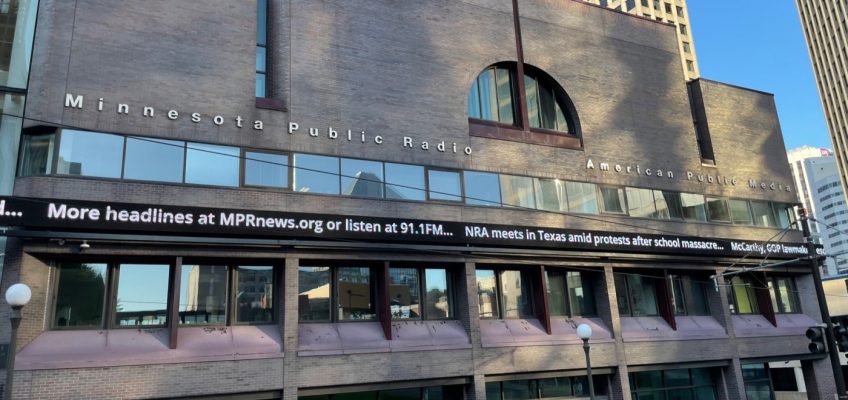 Minnesota Public Radio
American Public Media
... More headlines at MPRnews.org or listen at 91.1FM... NRA meets in Texas amid protests after school massacre... McCarthy, GOP